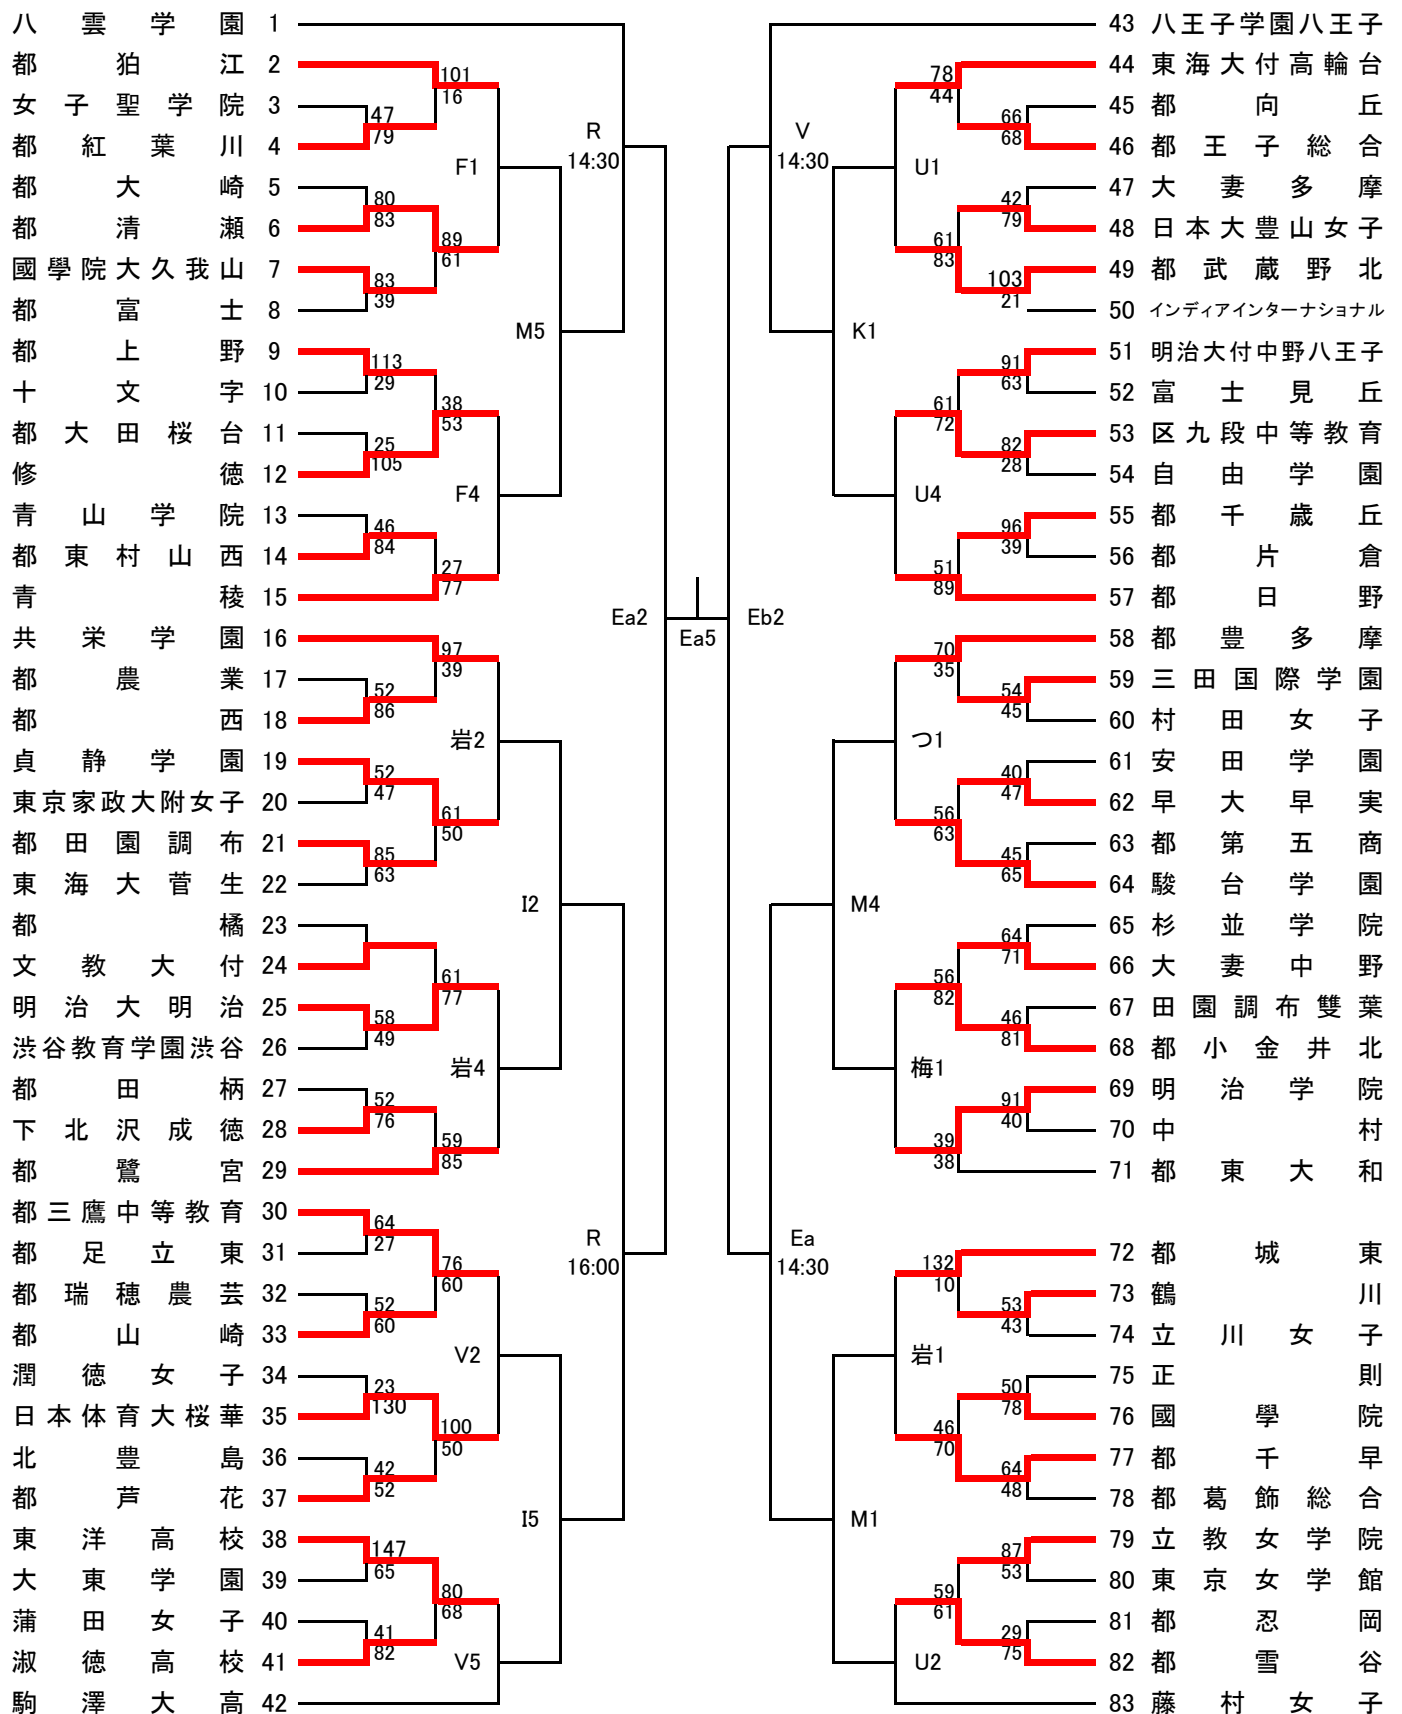 八雲学園 1
都狛江 2
101
16
女子聖学院 3
47
79
都紅葉川 4
F1
R
14:30
都大崎 5
80
83
都清瀬 6
89
61
國學院大久我山 7
83
39
都富士 8
M5
都上野 9
113
29
十文字 10
38
53
都大田桜台 11
25
105
修徳 12
F4
青山学院 13
46
84
都東村山西 14
27
77
青稜 15
Ea2
共栄学園 16
97
39
都農業 17
52
86
都西 18
岩2
貞静学園 19
52
47
東京家政大附女子 20
61
50
都田園調布 21
85
63
東海大菅生 22
I2
都橘 23
文教大付 24
61
77
明治大明治 25
58
49
渋谷教育学園渋谷 26
岩4
都田柄 27
52
76
下北沢成徳 28
59
85
都鷺宮 29
都三鷹中等教育 30
64
27
都足立東 31
R
16:00
76
60
都瑞穂農芸 32
52
60
都山崎 33
V2
潤徳女子 34
23
130
日本体育大桜華 35
100
50
北豊島 36
42
52
都芦花 37
I5
東洋高校 38
147
65
大東学園 39
80
68
蒲田女子 40
41
82
淑徳高校 41
V5
駒澤大高 42
Ea5
43 八王子学園八王子
44 東海大付高輪台
78
44
45 都向丘
66
68
46 都王子総合
V
14:30
U1
47 大妻多摩
42
79
48 日本大豊山女子
61
83
49 都武蔵野北
103
21
50 インディアインターナショナル
K1
51 明治大付中野八王子
91
63
52 富士見丘
61
72
53 区九段中等教育
82
28
54 自由学園
U4
55 都千歳丘
96
39
56 都片倉
51
89
57 都日野
Eb2
58 都豊多摩
70
35
59 三田国際学園
54
45
60 村田女子
つ1
61 安田学園
40
47
62 早大早実
56
63
63 都第五商
45
65
64 駿台学園
M4
65 杉並学院
64
71
66 大妻中野
56
82
67 田園調布雙葉
46
81
68 都小金井北
梅1
69 明治学院
91
40
70 中村
39
38
71 都東大和
Ea
14:30
72 都城東
132
10
73 鶴川
53
43
74 立川女子
岩1
75 正則
50
78
76 國學院
46
70
77 都千早
64
48
78 都葛飾総合
M1
79 立教女学院
87
53
80 東京女学館
59
61
81 都忍岡
29
75
82 都雪谷
U2
83 藤村女子